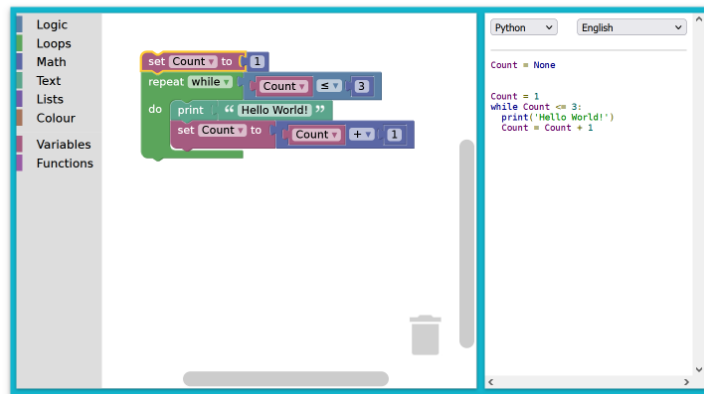 Logic
Loops
Math
Text
Lists
Colour
Variables
Functions
set Count to 1
repeat while Count ≤ 3
do print “ Hello World! ”
set Count to Count + 1
Python English
Count = None
Count = 1
while Count <= 3:
  print('Hello World!')
  Count = Count + 1